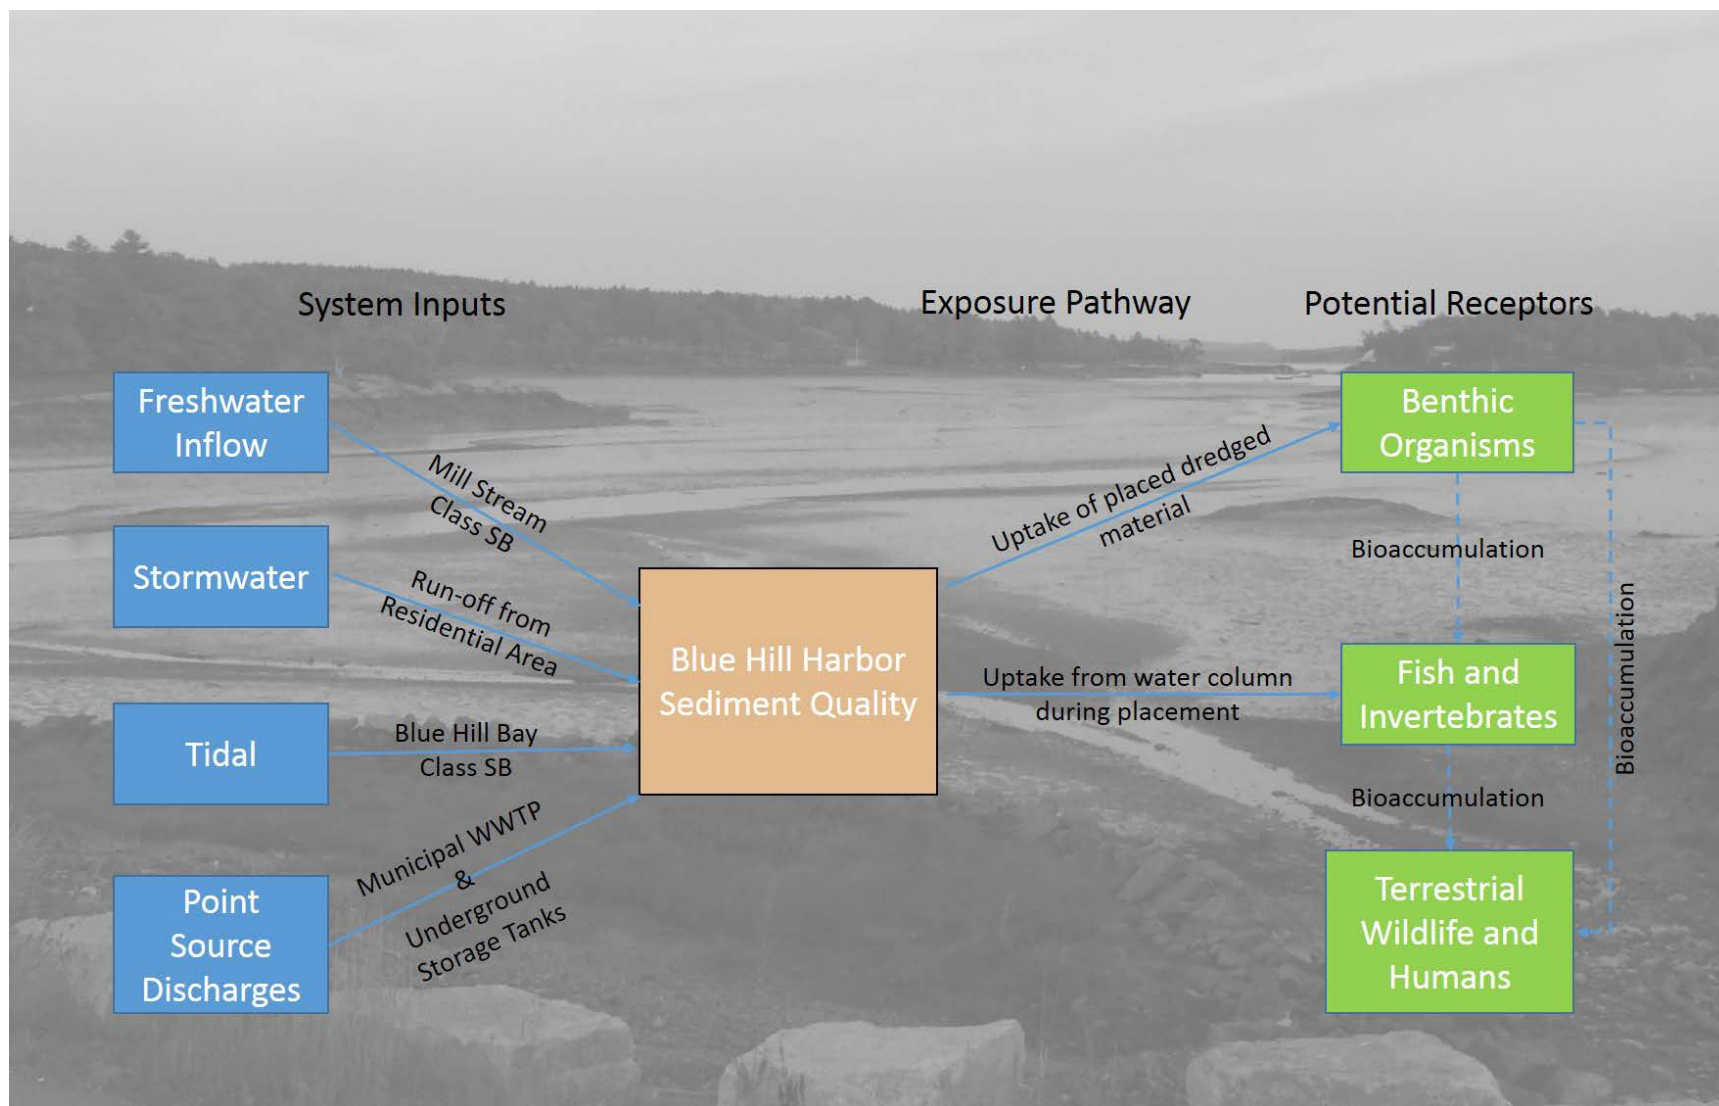 System Inputs
Exposure Pathway
Potential Receptors
Freshwater
Inflow
Mill Stream
Class SB
Stormwater
Run-off from
Residential Area
Tidal
Blue Hill Bay
Class SB
Point
Source
Discharges
Municipal WWTP
&
Underground
Storage Tanks
Blue Hill Harbor
Sediment Quality
Uptake of placed dredged
material
Uptake from water column
during placement
Benthic
Organisms
Bioaccumulation
Fish and
Invertebrates
Bioaccumulation
Terrestrial
Wildlife and
Humans
Bioaccumulation